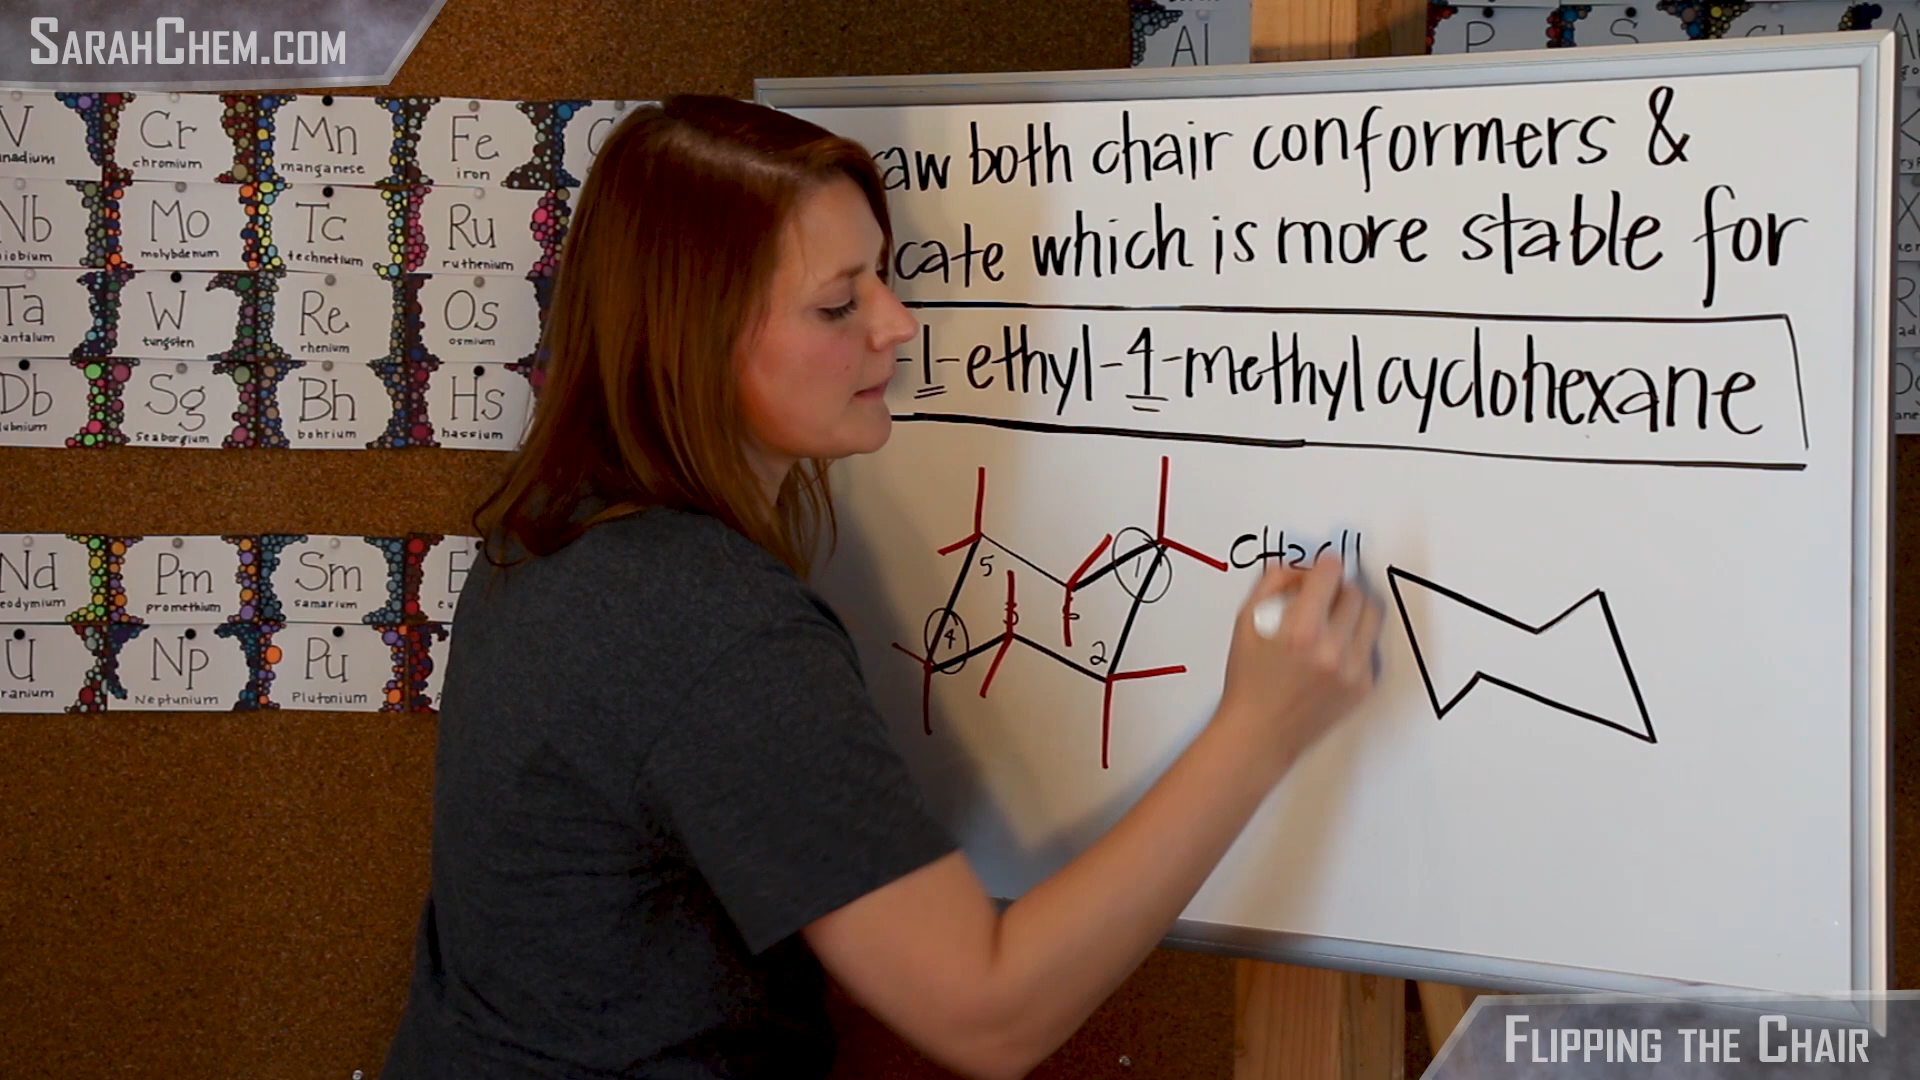 SARAHCHEM.COM
Al
P
S
V
Cr
Mn
Fe
chromium
manganese
iron
Nb
Mo
Tc
Ru
molybdenum
technetium
ruthenium
Ta
W
Re
Os
tungsten
rhenium
osmium
Db
Sg
Bh
Hs
seaborgium
bohrium
hassium
Nd
Pm
Sm
promethium
samarium
U
Np
Pu
Neptunium
Plutonium
aw both chair conformers &
cate which is more stable for
-1-ethyl-4-methylcyclohexane
5
1
3
6
4
2
CH2CH
FLIPPING THE CHAIR